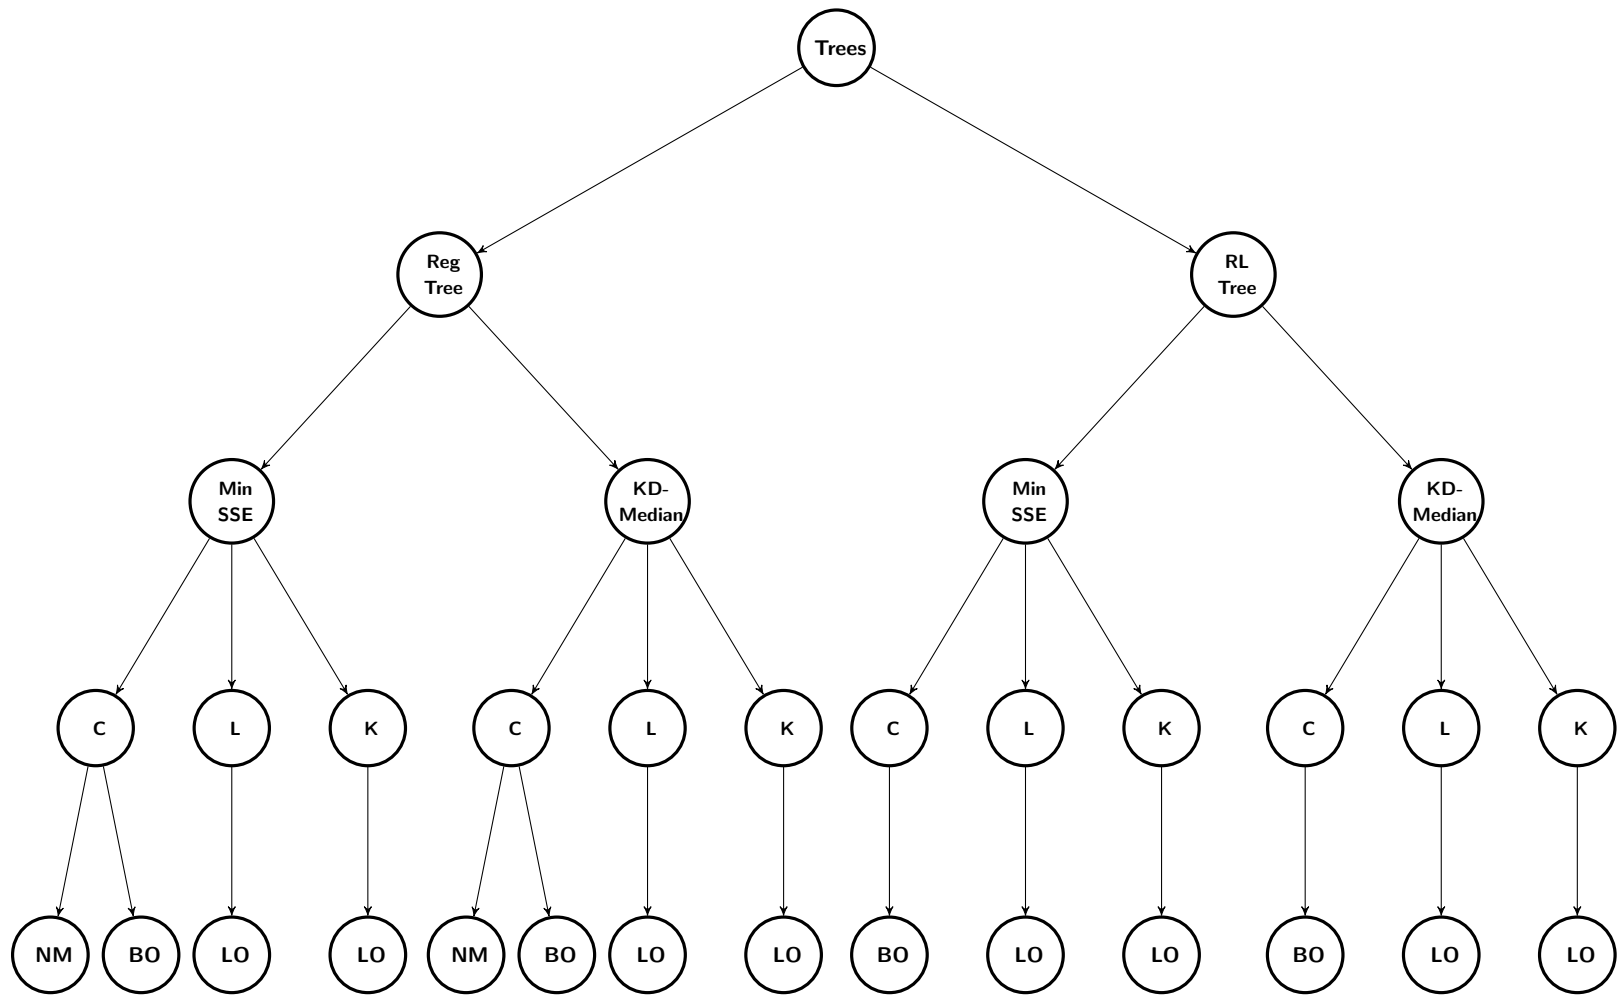 Trees
Reg
Tree
RL
Tree
Min
SSE
KD-
Median
Min
SSE
KD-
Median
C
L
K
C
L
K
C
L
K
C
L
K
NM
BO
LO
LO
NM
BO
LO
LO
BO
LO
LO
BO
LO
LO